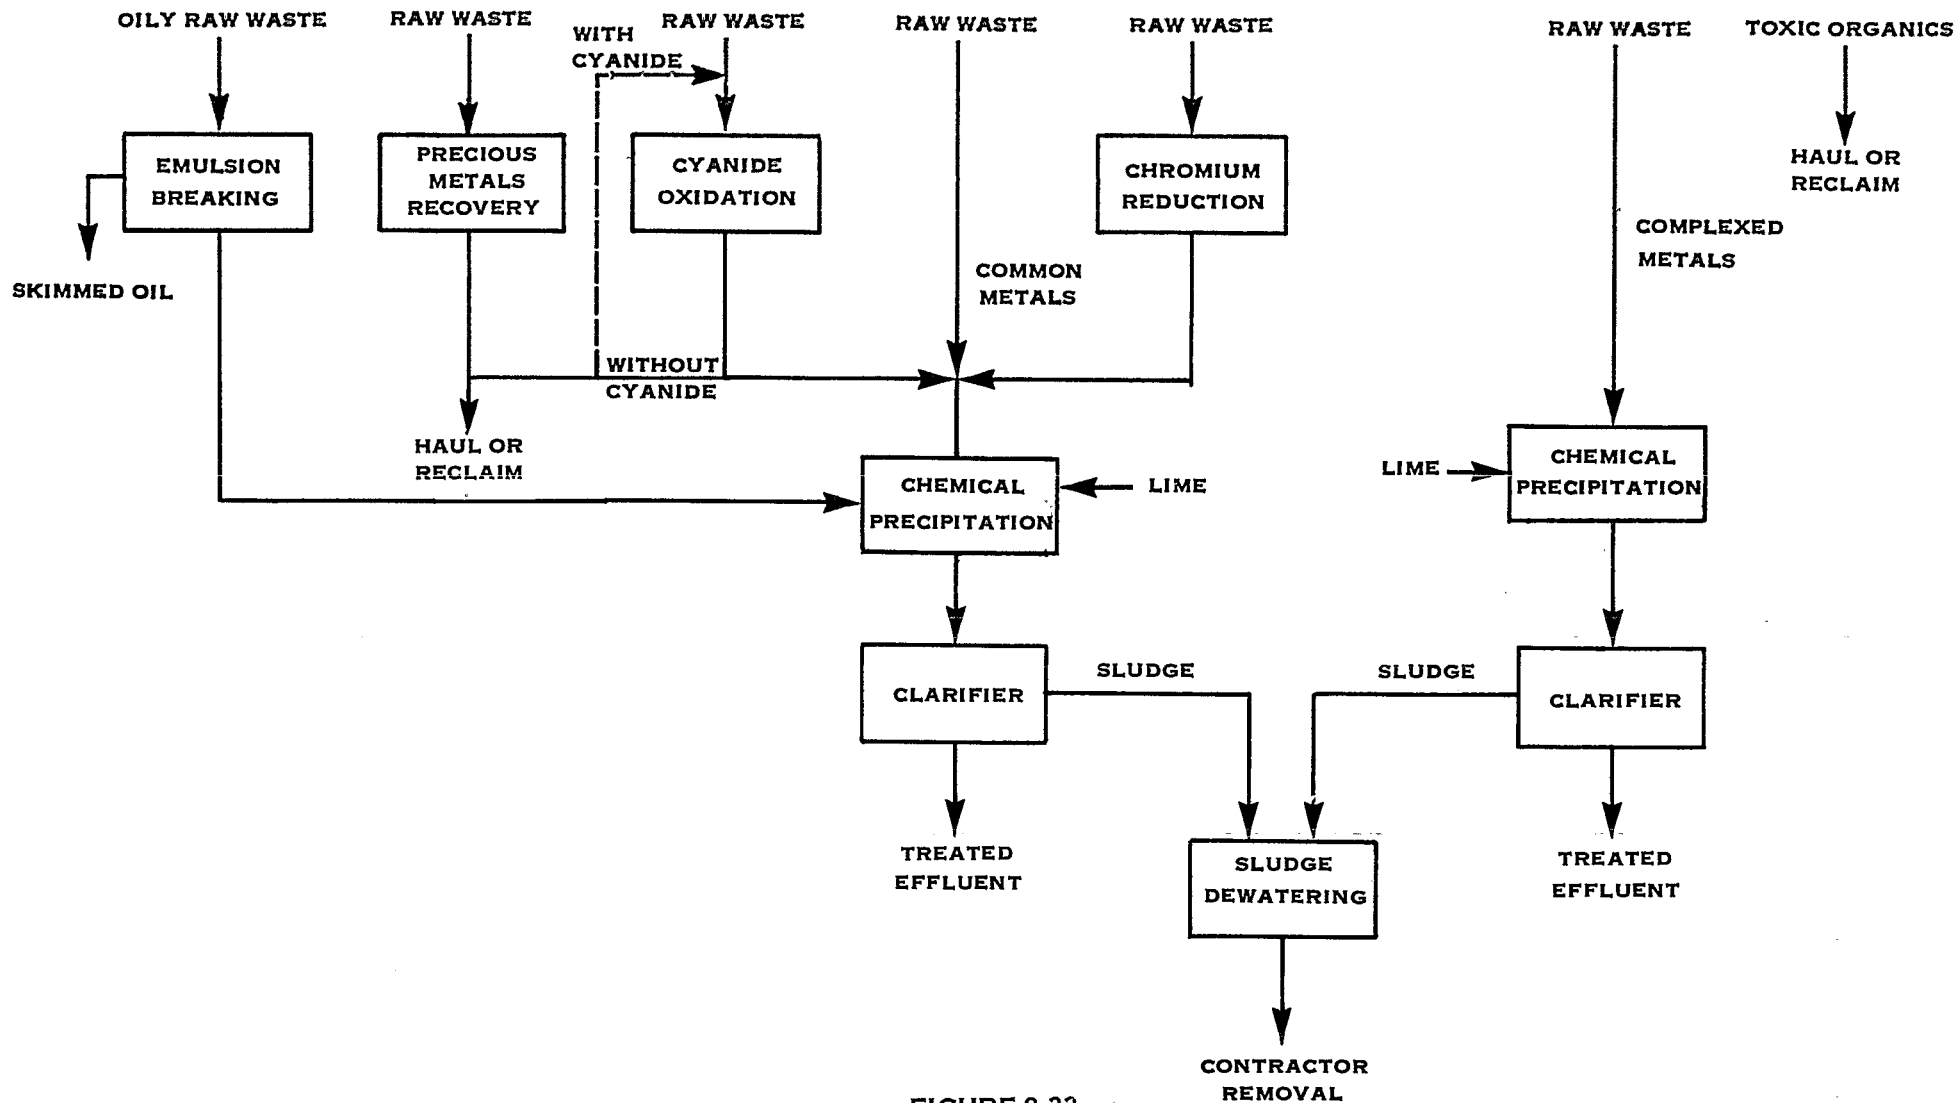 OILY RAW WASTE
RAW WASTE
WITH
CYANIDE
RAW WASTE
RAW WASTE
RAW WASTE
RAW WASTE
TOXIC ORGANICS
EMULSION
BREAKING
PRECIOUS
METALS
RECOVERY
CYANIDE
OXIDATION
CHROMIUM
REDUCTION
HAUL OR
RECLAIM
SKIMMED OIL
COMMON
METALS
COMPLEXED
METALS
WITHOUT
CYANIDE
HAUL OR
RECLAIM
CHEMICAL
PRECIPITATION
LIME
LIME
CHEMICAL
PRECIPITATION
CLARIFIER
SLUDGE
SLUDGE
CLARIFIER
TREATED
EFFLUENT
SLUDGE
DEWATERING
TREATED
EFFLUENT
CONTRACTOR
REMOVAL